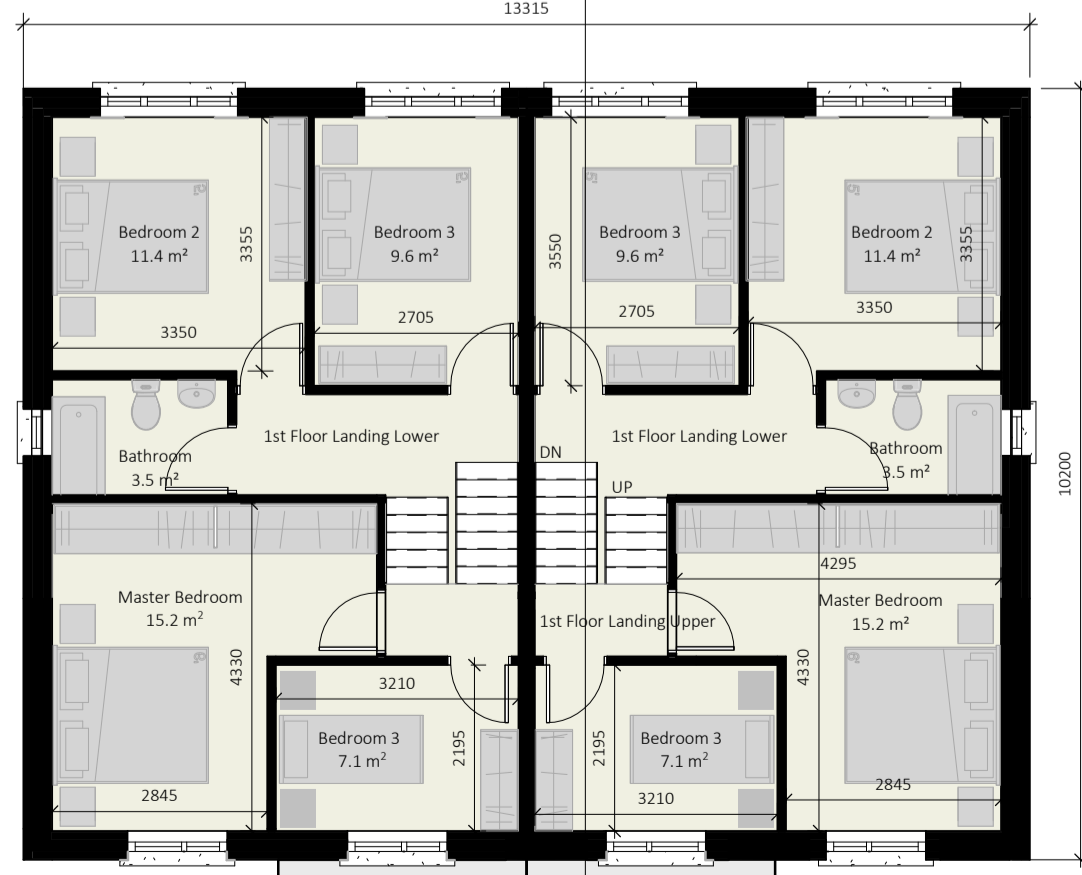 13315
Bedroom 2
11.4 m²
3355
3350
Bedroom 3
9.6 m²
2705
3550
Bedroom 3
9.6 m²
2705
Bedroom 2
11.4 m²
3355
3350
10200
Bathroom
3.5 m²
1st Floor Landing Lower
DN
UP
1st Floor Landing Lower
Bathroom
3.5 m²
Master Bedroom
15.2 m²
4330
2845
1st Floor Landing Upper
4295
Master Bedroom
15.2 m²
4330
2845
3210
Bedroom 3
7.1 m²
2195
2195
Bedroom 3
7.1 m²
3210